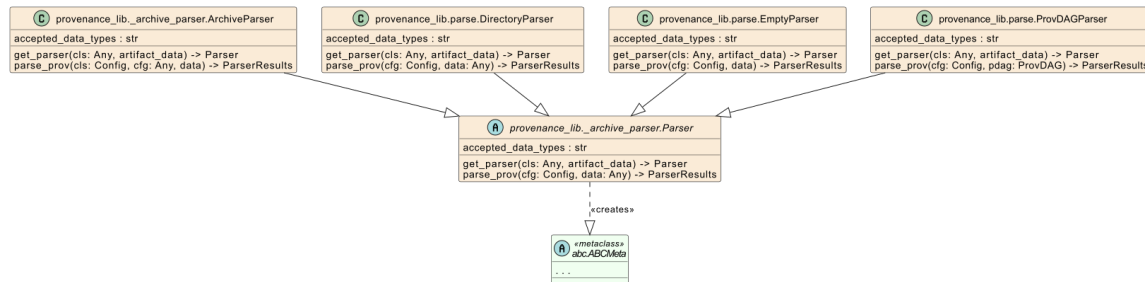 C provenance_lib._archive_parser.ArchiveParser
accepted_data_types : str
get_parser(cls: Any, artifact_data) -> Parser
parse_prov(cls: Config, cfg: Any, data) -> ParserResults
C provenance_lib.parse.DirectoryParser
accepted_data_types : str
get_parser(cls: Any, artifact_data) -> Parser
parse_prov(cfg: Config, data: Any) -> ParserResults
C provenance_lib.parse.EmptyParser
accepted_data_types : str
get_parser(cls: Any, artifact_data) -> Parser
parse_prov(cfg: Config, data) -> ParserResults
C provenance_lib.parse.ProvDAGParser
accepted_data_types : str
get_parser(cls: Any, artifact_data) -> Parser
parse_prov(cfg: Config, pdag: ProvDAG) -> ParserResults
A provenance_lib._archive_parser.Parser
accepted_data_types : str
get_parser(cls: Any, artifact_data) -> Parser
parse_prov(cfg: Config, data: Any) -> ParserResults
«creates»
A «metaclass»
abc.ABCMeta
. . .